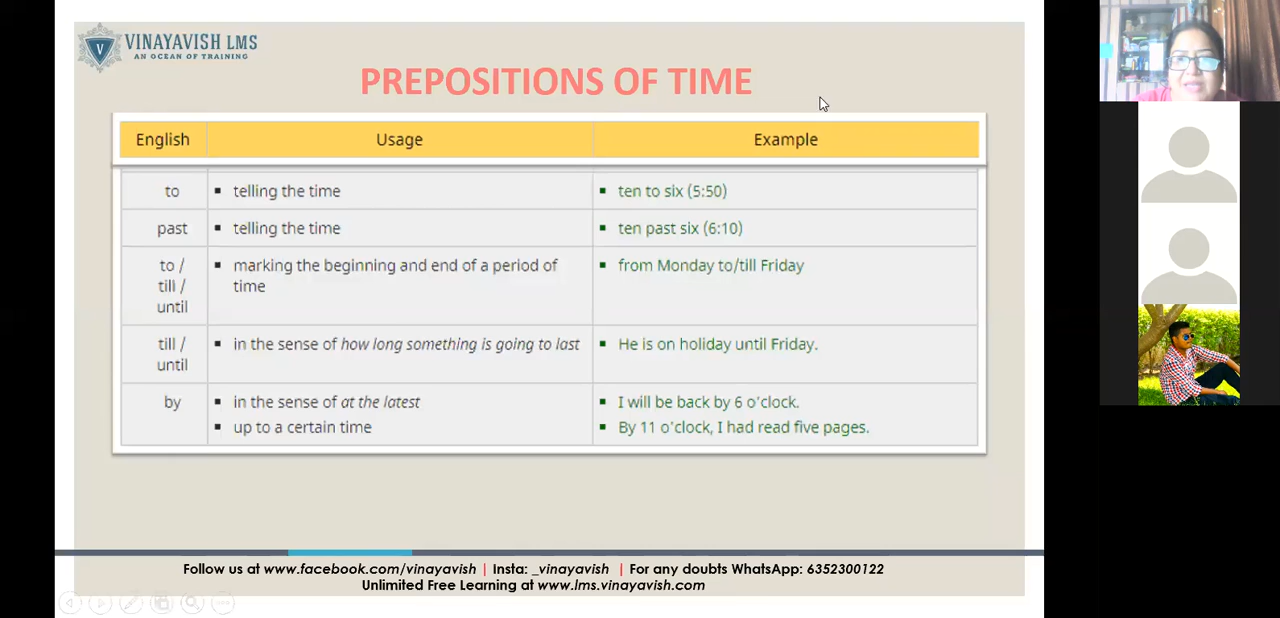 VINAYAVISH LMS
AN OCEAN OF TRAINING
V
PREPOSITIONS OF TIME
English Usage Example
to ▪ telling the time ▪ ten to six (5:50)
past ▪ telling the time ▪ ten past six (6:10)
to / ▪ marking the beginning and end of a period of ▪ from Monday to/till Friday
till / time
until
till / ▪ in the sense of how long something is going to last ▪ He is on holiday until Friday.
until
by ▪ in the sense of at the latest ▪ I will be back by 6 o'clock.
▪ up to a certain time ▪ By 11 o'clock, I had read five pages.
Follow us at www.facebook.com/vinayavish | Insta: _vinayavish | For any doubts WhatsApp: 6352300122
Unlimited Free Learning at www.lms.vinayavish.com